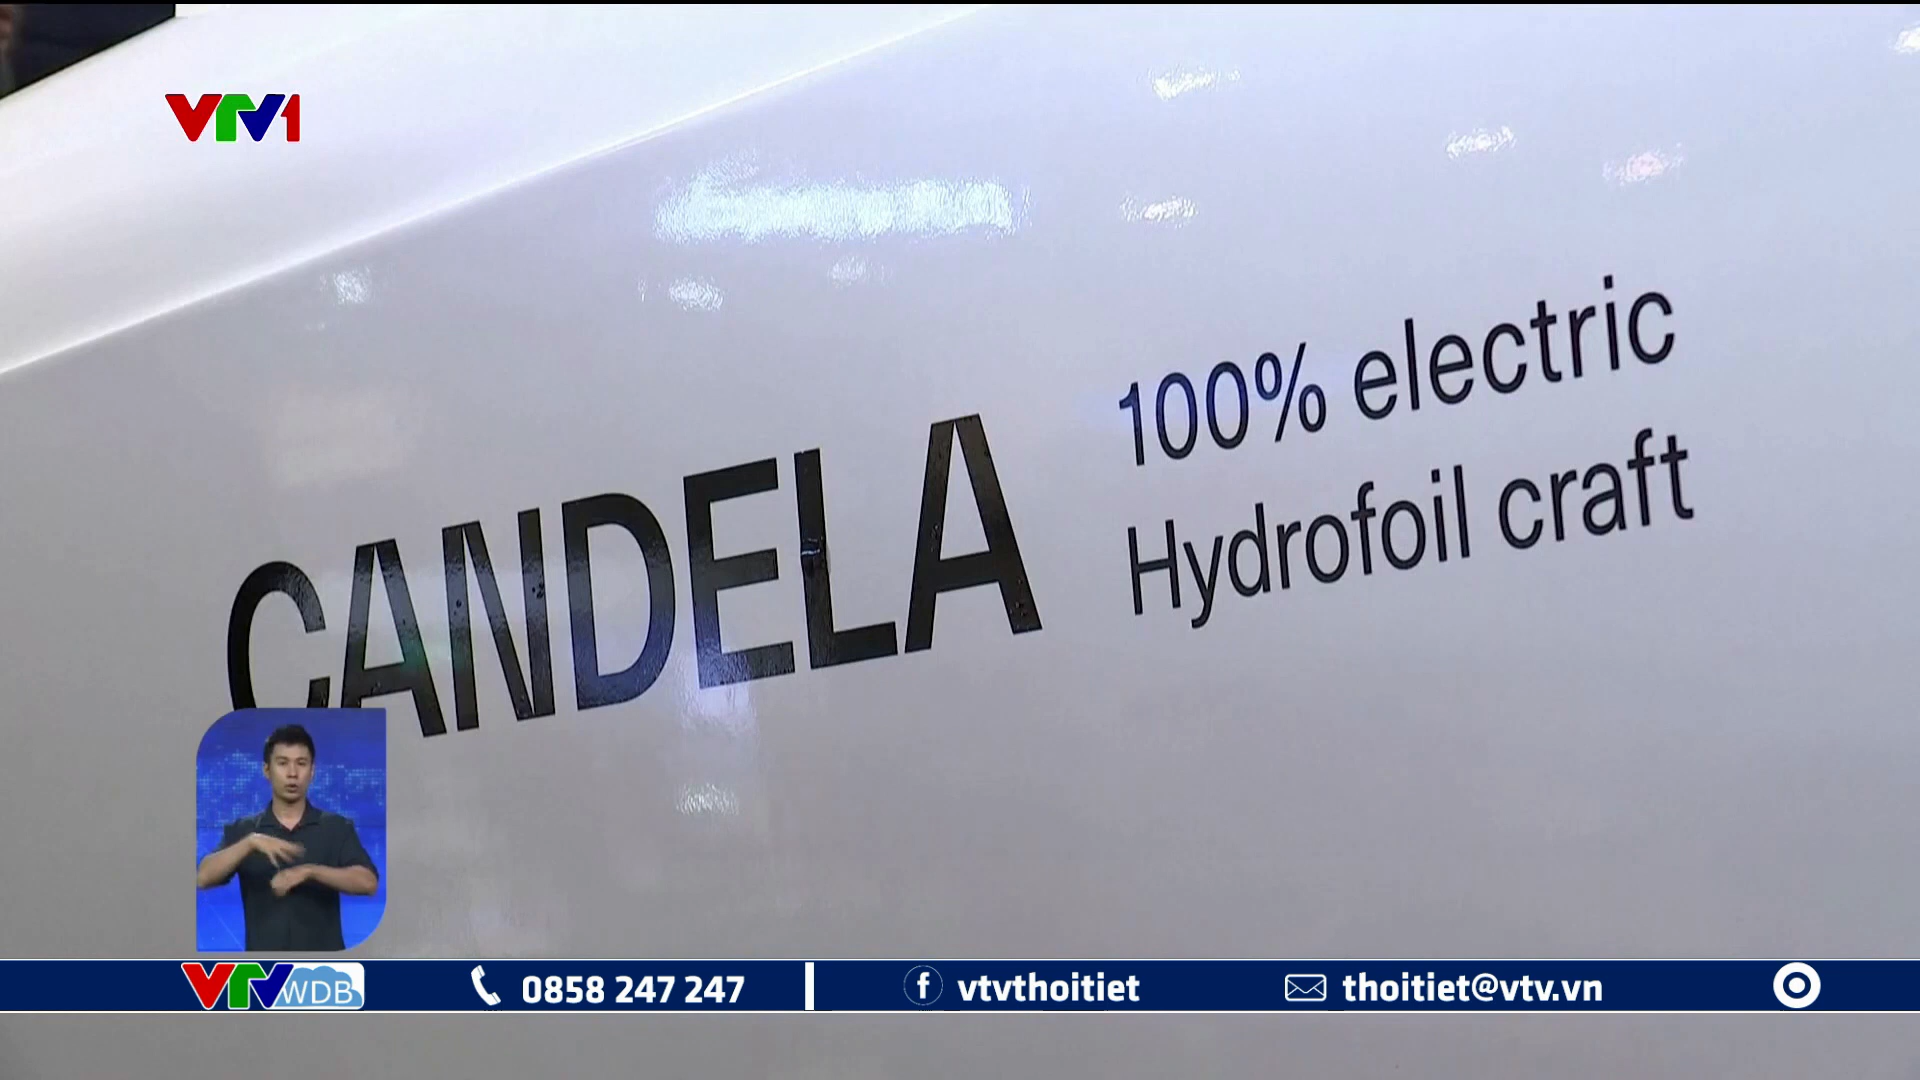 VTV1
100% electric
CANDELA
Hydrofoil craft
VTV WDB
0858 247 247
vtvthoitiet
thoitiet@vtv.vn